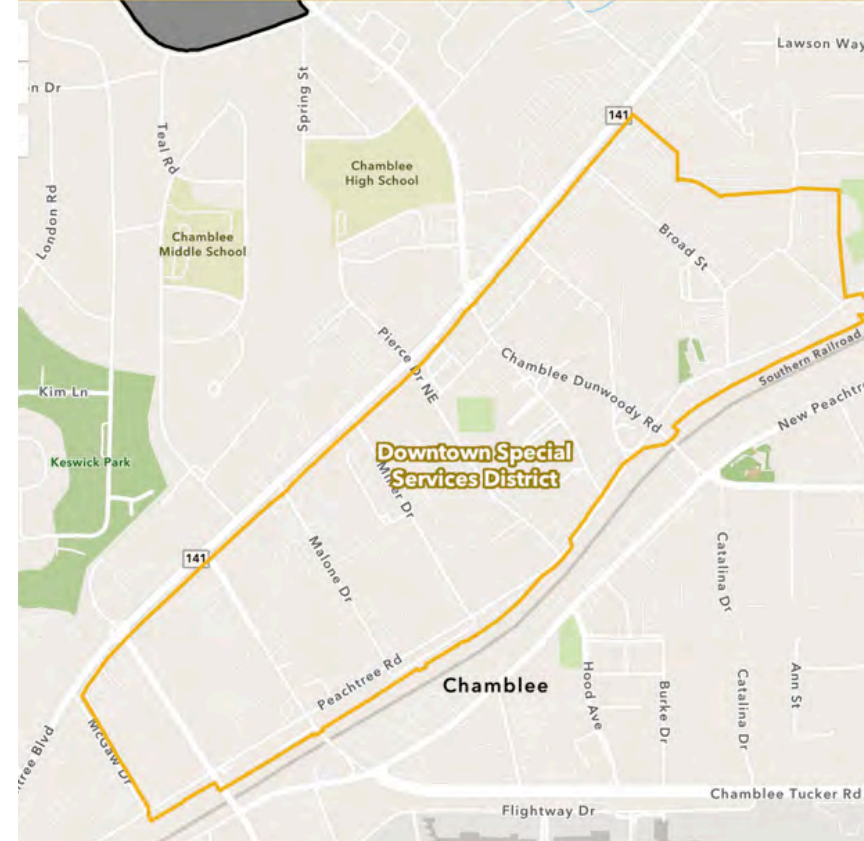 Lawson Way
n Dr
Spring St
141
Teal Rd
Chamblee
High School
London Rd
Chamblee
Middle School
Broad St
Pierce Dr NE
Chamblee Dunwoody Rd
Southern Railroad
Kim Ln
New Peachtr
Keswick Park
Downtown Special
Services District
Miller Dr
141
Malone Dr
Catalina Dr
Peachtree Rd
Chamblee
Hood Ave
Burke Dr
Catalina Dr
Ann St
tree Blvd
McGaw Dr
Chamblee Tucker Rd
Flightway Dr